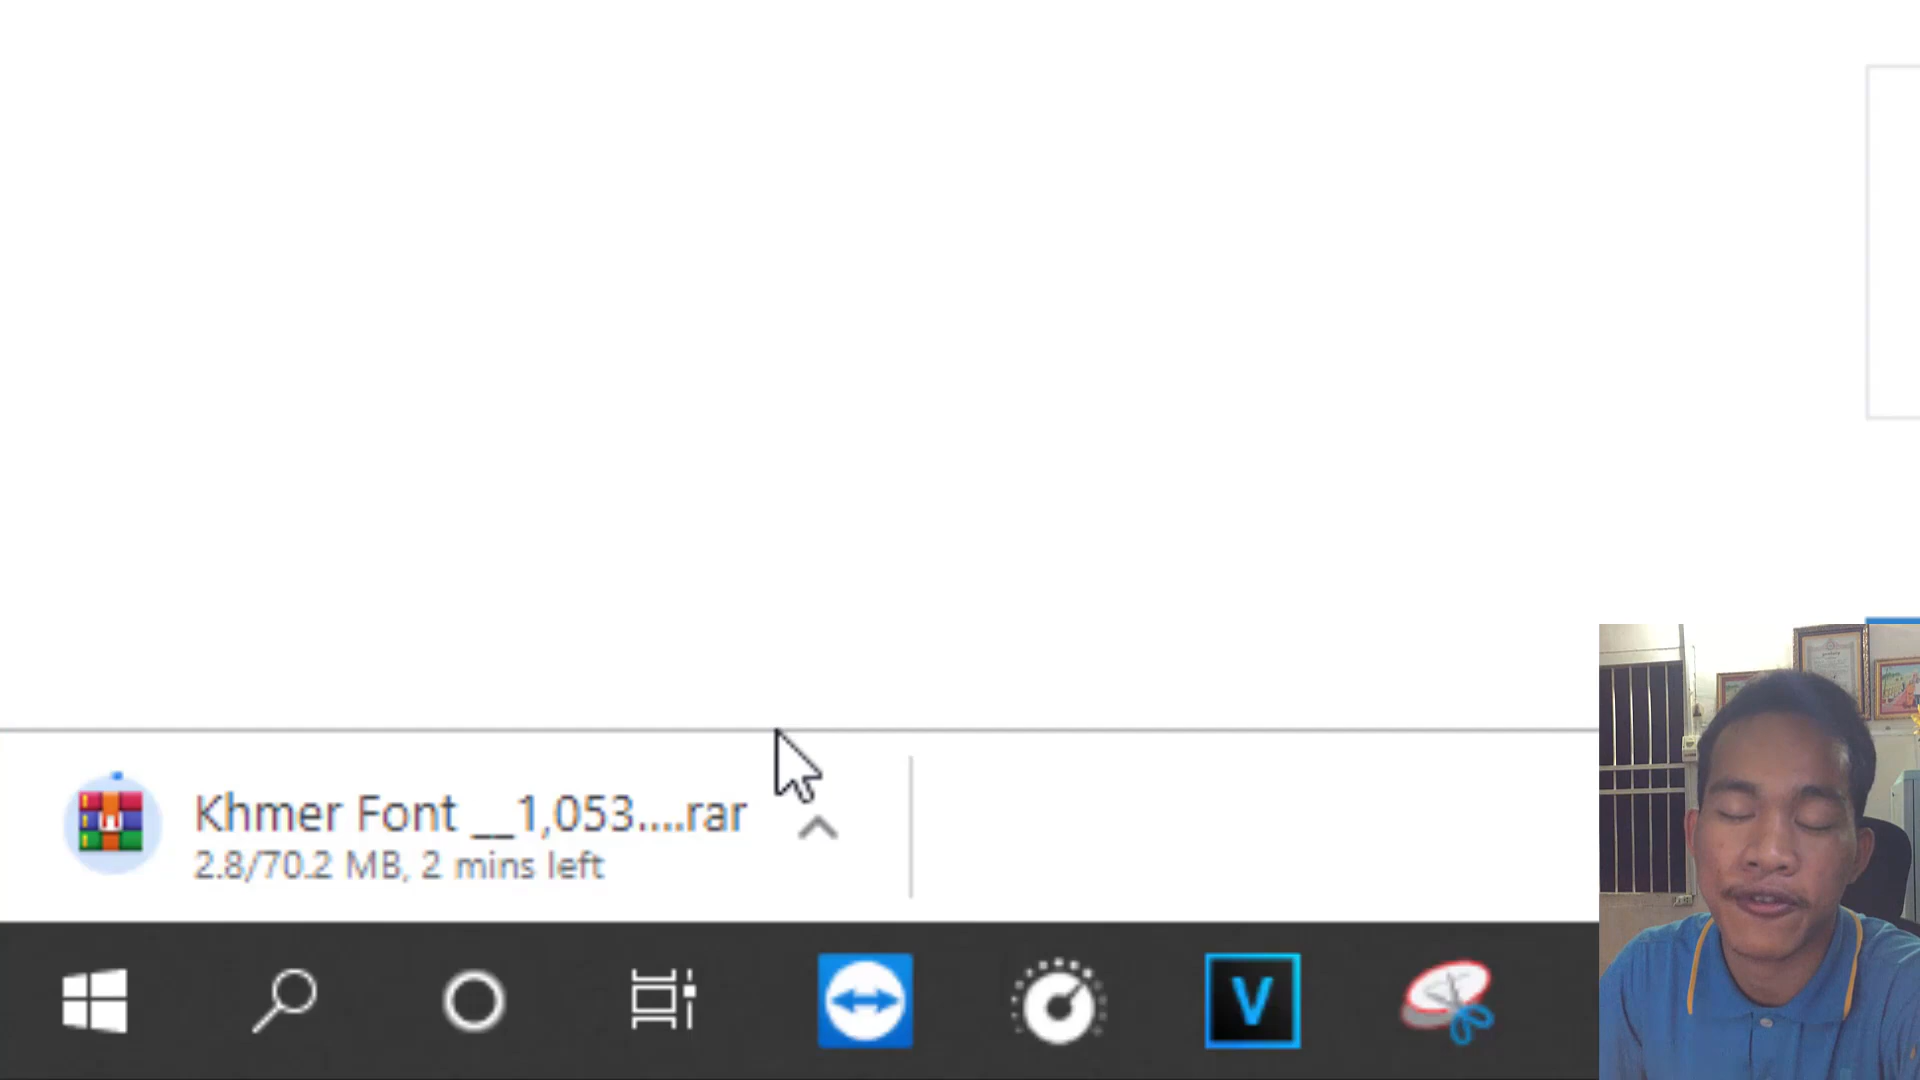 Khmer Font __1,053....rar
2.8/70.2 MB, 2 mins left
V